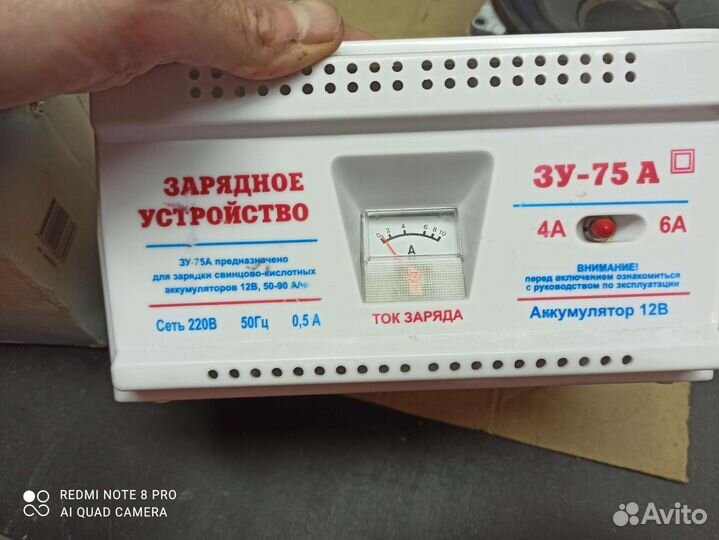 ЗАРЯДНОЕ
УСТРОЙСТВО
ЗУ-75А предназначено
для зарядки свинцово-кислотных
аккумуляторов 12В, 50-90 А/ч
Сеть 220В 50Гц 0,5 А
0 2 4 6 8 10
А
ТОК ЗАРЯДА
ЗУ-75 А
4А 6А
ВНИМАНИЕ!
перед включением ознакомиться
с руководством по эксплуатации
Аккумулятор 12В
REDMI NOTE 8 PRO
AI QUAD CAMERA
Avito